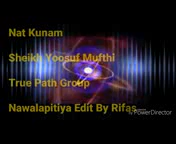 Nat Kunam
Sheikh Yoosuf Mufthi
True Path Group
Nawalapitiya Edit By Rifas
PowerDirector